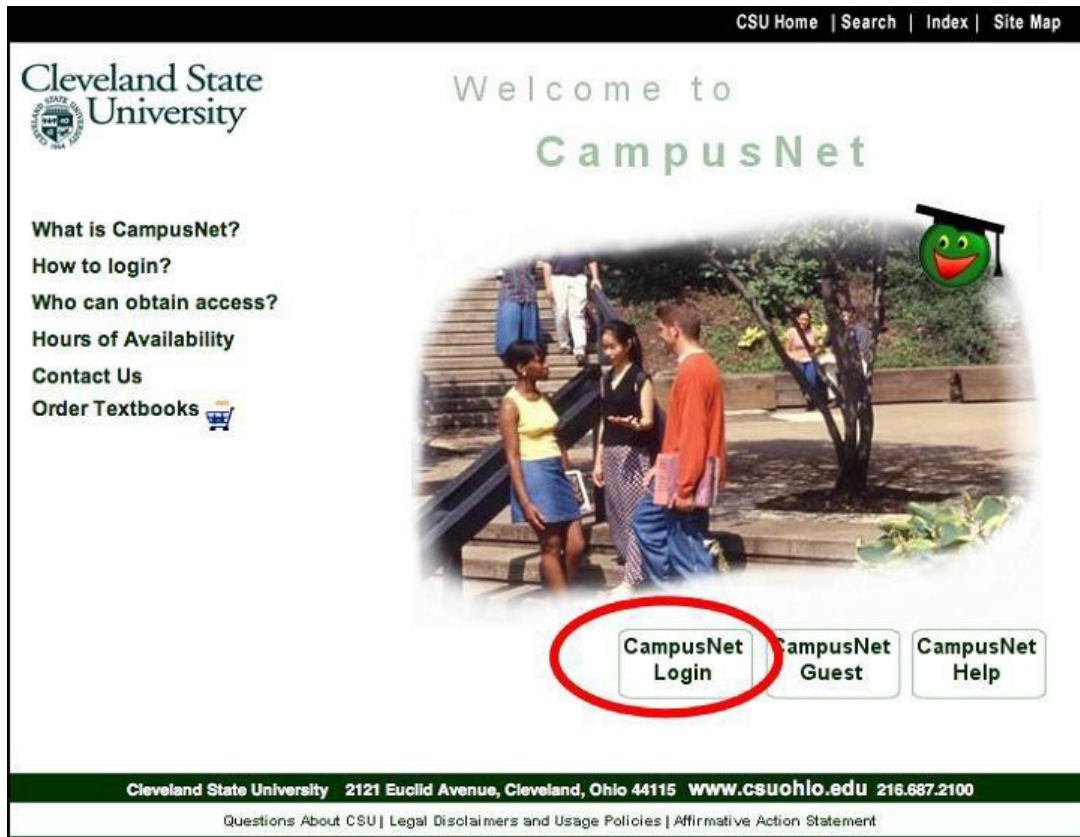 CSU Home | Search | Index | Site Map
Cleveland State
University
Welcome to
CampusNet
What is CampusNet?
How to login?
Who can obtain access?
Hours of Availability
Contact Us
Order Textbooks
CampusNet
Login
CampusNet
Guest
CampusNet
Help
Cleveland State University 2121 Euclid Avenue, Cleveland, Ohio 44115 www.csuohio.edu 216.687.2100
Questions About CSU | Legal Disclaimers and Usage Policies | Affirmative Action Statement